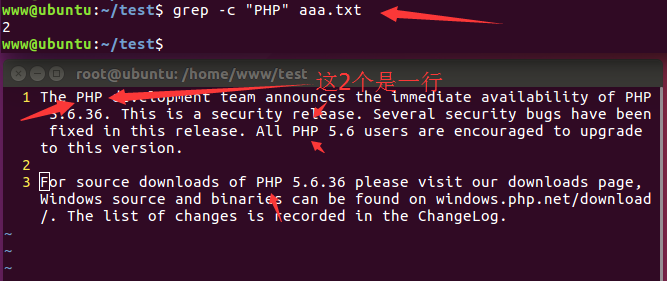 www@ubuntu:~/test$ grep -c "PHP" aaa.txt
2
www@ubuntu:~/test$
root@ubuntu: /home/www/test
这2个是一行
1 The PHP development team announces the immediate availability of PHP
5.6.36. This is a security release. Several security bugs have been
fixed in this release. All PHP 5.6 users are encouraged to upgrade
to this version.
2
3 For source downloads of PHP 5.6.36 please visit our downloads page,
Windows source and binaries can be found on windows.php.net/download
/. The list of changes is recorded in the ChangeLog.
~
~
~